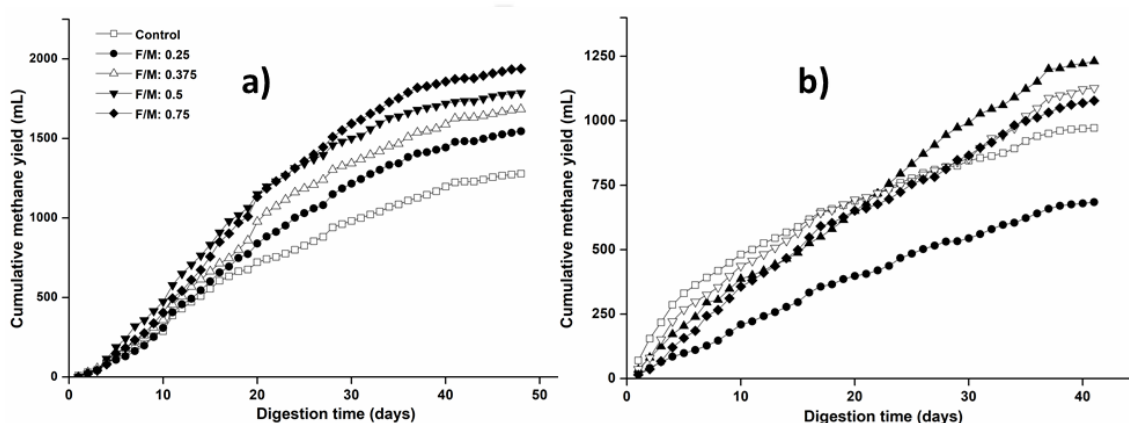 a)
Control
F/M: 0.25
F/M: 0.375
F/M: 0.5
F/M: 0.75
Cumulative methane yield (mL)
2000
1500
1000
500
0
0 10 20 30 40 50
Digestion time (days)
b)
Cumulative methane yield (mL)
1250
1000
750
500
250
0
0 10 20 30 40
Digestion time (days)